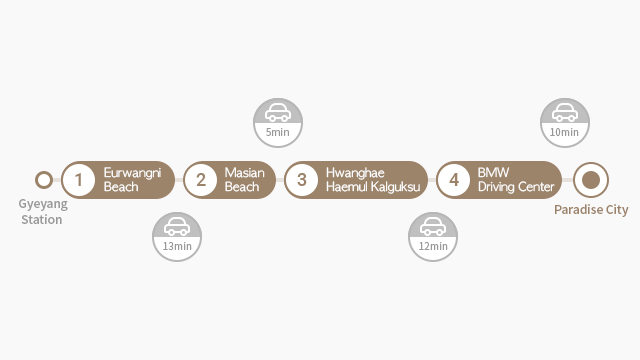 5min
10min
1
Eurwangni
Beach
2
Masian
Beach
3
Hwanghae
Haemul Kalguksu
4
BMW
Driving Center
Gyeyang
Station
Paradise City
13min
12min